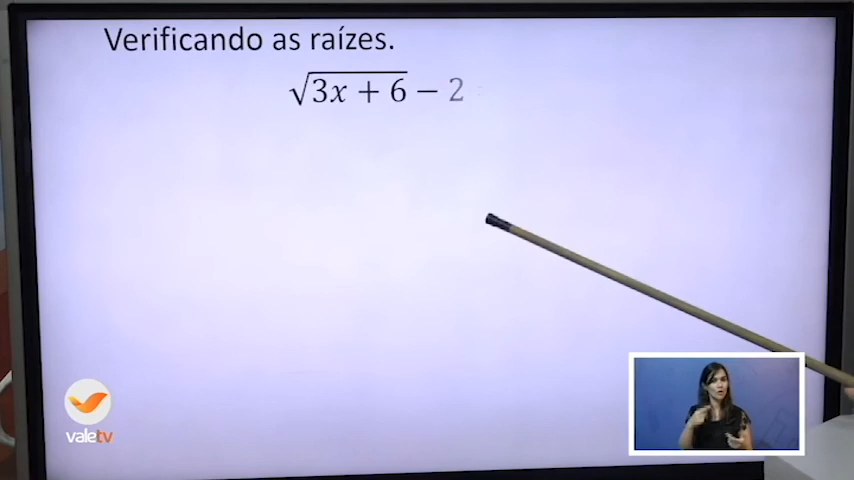 Verificando as raízes.
√3x + 6 − 2
valetv